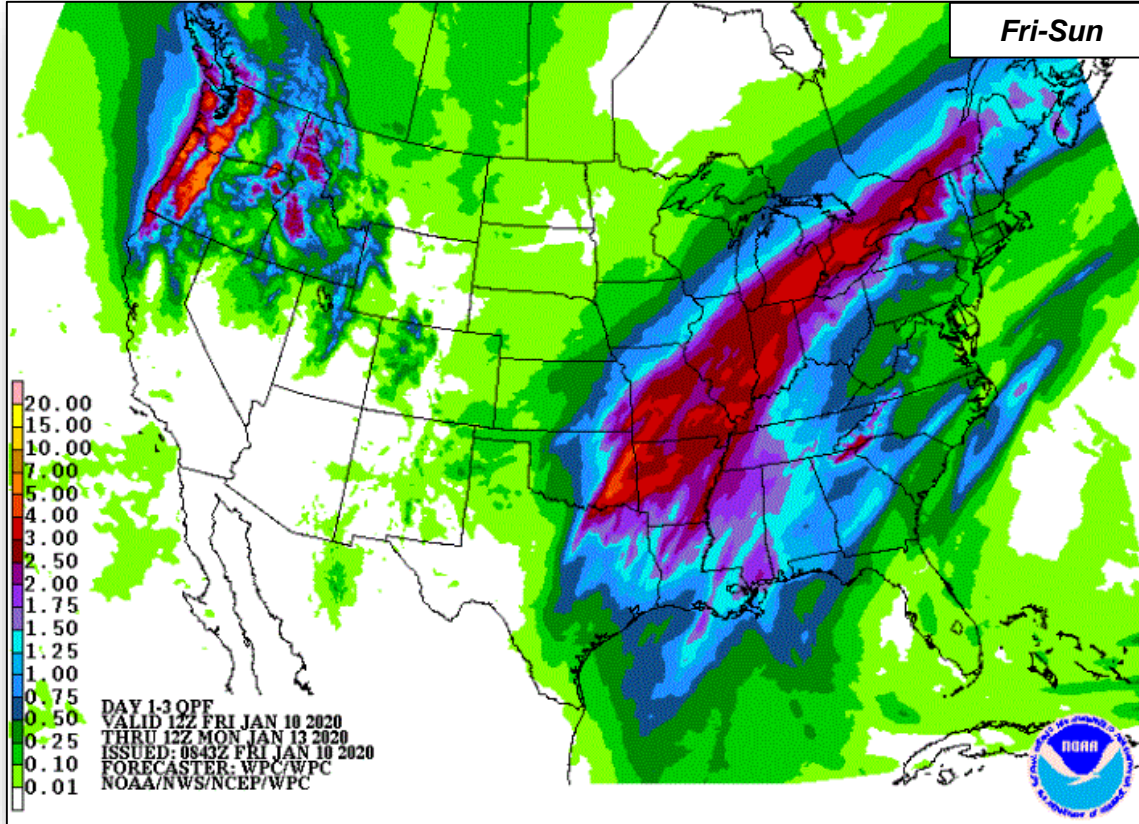 Fri-Sun
20.00
15.00
10.00
7.00
5.00
4.00
3.00
2.50
2.00
1.75
1.50
1.25
1.00
0.75
0.50
0.25
0.10
0.01
DAY 1-3 QPF
VALID 12Z FRI JAN 10 2020
THRU 12Z MON JAN 13 2020
ISSUED: 0843Z FRI JAN 10 2020
FORECASTER: WPC/WPC
NOAA/NWS/NCEP/WPC
NOAA